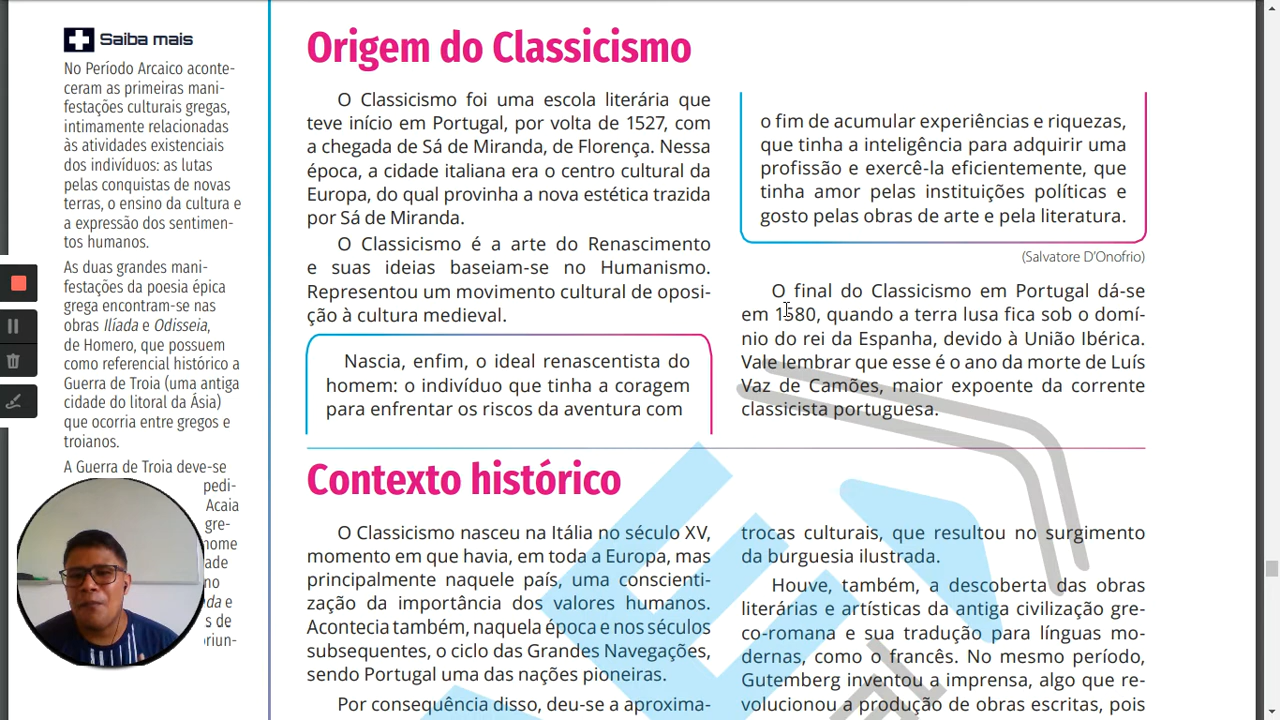 Saiba mais
No Período Arcaico aconte-
ceram as primeiras mani-
festações culturais gregas,
intimamente relacionadas
às atividades existenciais
dos indivíduos: as lutas
pelas conquistas de novas
terras, o ensino da cultura e
a expressão dos sentimen-
tos humanos.
As duas grandes mani-
festações da poesia épica
grega encontram-se nas
obras Ilíada e Odisseia,
de Homero, que possuem
como referencial histórico a
Guerra de Troia (uma antiga
cidade do litoral da Ásia)
que ocorria entre gregos e
troianos.
A Guerra de Troia deve-se
pedi-
Acaia
gre-
nome
ade
no
da e
s de
oriun-
Origem do Classicismo
O Classicismo foi uma escola literária que
teve início em Portugal, por volta de 1527, com
a chegada de Sá de Miranda, de Florença. Nessa
época, a cidade italiana era o centro cultural da
Europa, do qual provinha a nova estética trazida
por Sá de Miranda.
O Classicismo é a arte do Renascimento
e suas ideias baseiam-se no Humanismo.
Representou um movimento cultural de oposi-
ção à cultura medieval.
Nascia, enfim, o ideal renascentista do
homem: o indivíduo que tinha a coragem
para enfrentar os riscos da aventura com
o fim de acumular experiências e riquezas,
que tinha a inteligência para adquirir uma
profissão e exercê-la eficientemente, que
tinha amor pelas instituições políticas e
gosto pelas obras de arte e pela literatura.
(Salvatore D'Onofrio)
O final do Classicismo em Portugal dá-se
em 1580, quando a terra lusa fica sob o domí-
nio do rei da Espanha, devido à União Ibérica.
Vale lembrar que esse é o ano da morte de Luís
Vaz de Camões, maior expoente da corrente
classicista portuguesa.
Contexto histórico
O Classicismo nasceu na Itália no século XV,
momento em que havia, em toda a Europa, mas
principalmente naquele país, uma conscienti-
zação da importância dos valores humanos.
Acontecia também, naquela época e nos séculos
subsequentes, o ciclo das Grandes Navegações,
sendo Portugal uma das nações pioneiras.
Por consequência disso, deu-se a aproxima-
trocas culturais, que resultou no surgimento
da burguesia ilustrada.
Houve, também, a descoberta das obras
literárias e artísticas da antiga civilização gre-
co-romana e sua tradução para línguas mo-
dernas, como o francês. No mesmo período,
Gutemberg inventou a imprensa, algo que re-
volucionou a produção de obras escritas, pois